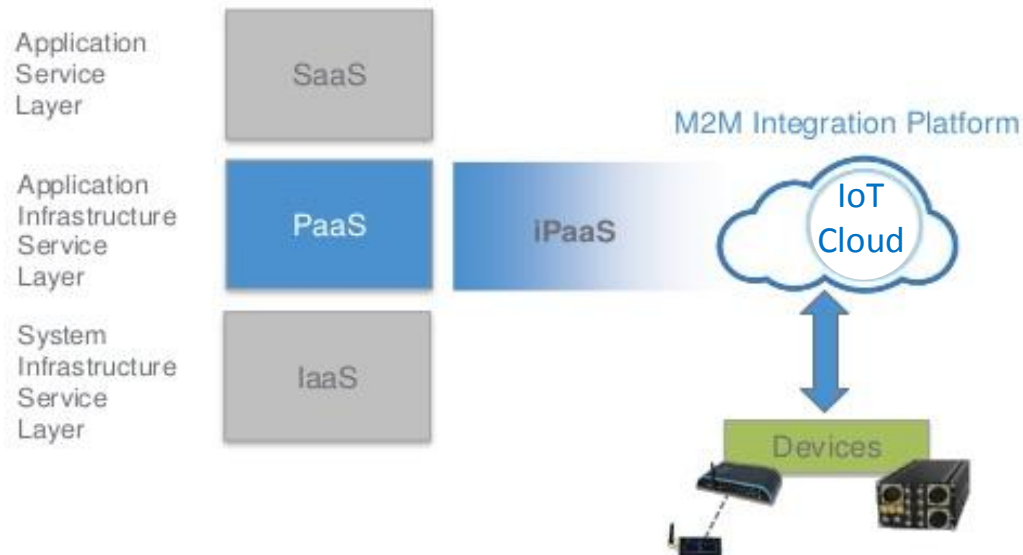 Application
Service
Layer
SaaS
M2M Integration Platform
Application
Infrastructure
Service
Layer
PaaS
iPaaS
IoT
Cloud
System
Infrastructure
Service
Layer
IaaS
Devices